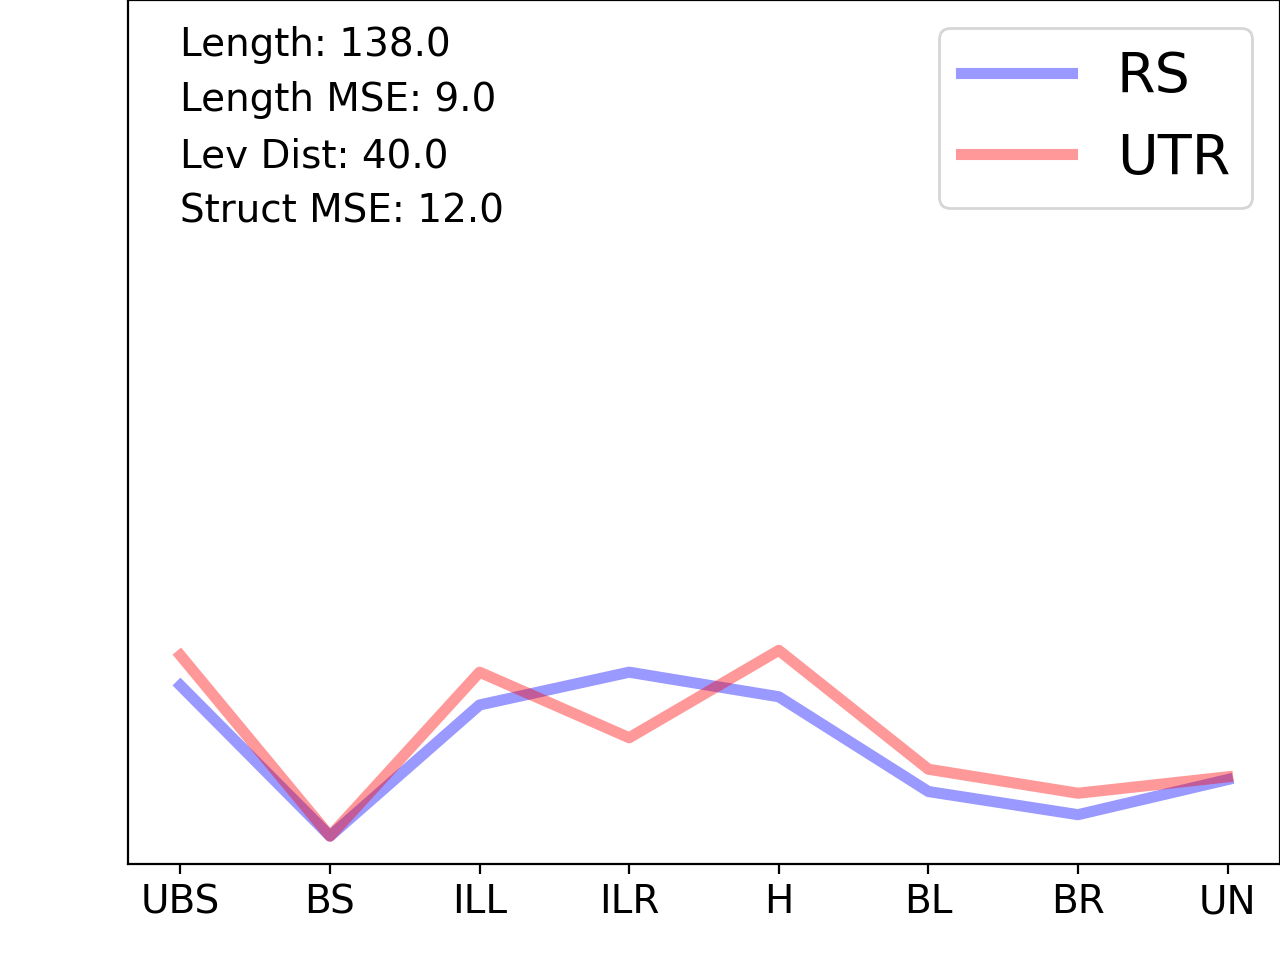 Length: 138.0
Length MSE: 9.0
Lev Dist: 40.0
Struct MSE: 12.0
RS
UTR
UBS BS ILL ILR H BL BR UN